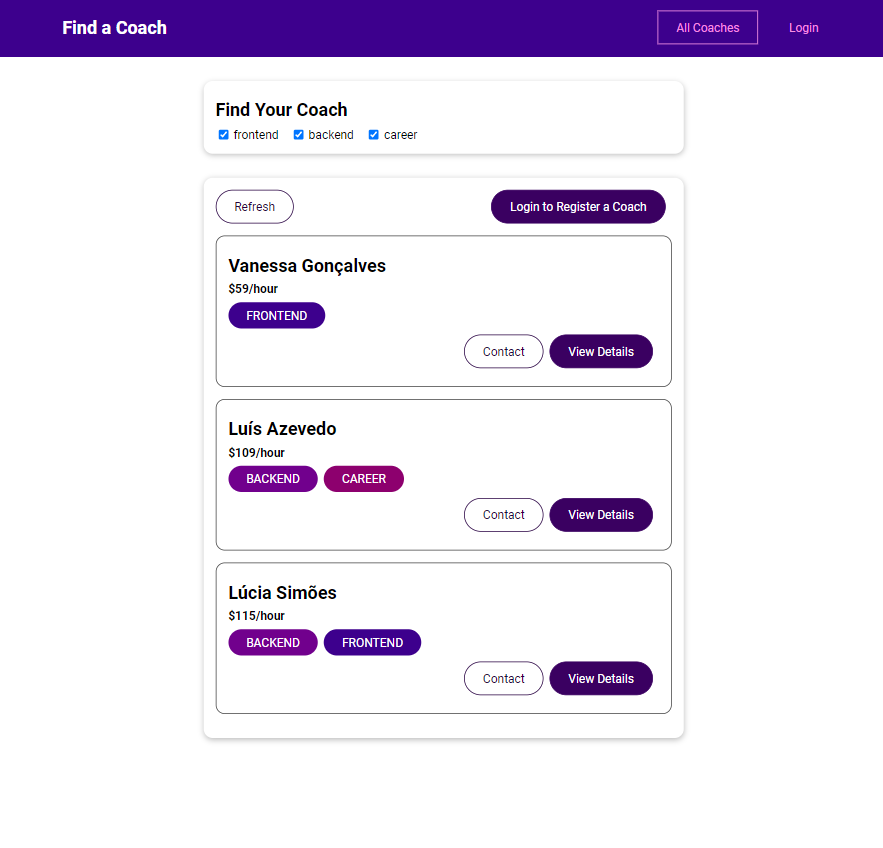 Find a Coach All Coaches Login
Find Your Coach
frontend backend career
Refresh Login to Register a Coach
Vanessa Gonçalves
$59/hour
FRONTEND
Contact View Details
Luís Azevedo
$109/hour
BACKEND CAREER
Contact View Details
Lúcia Simões
$115/hour
BACKEND FRONTEND
Contact View Details